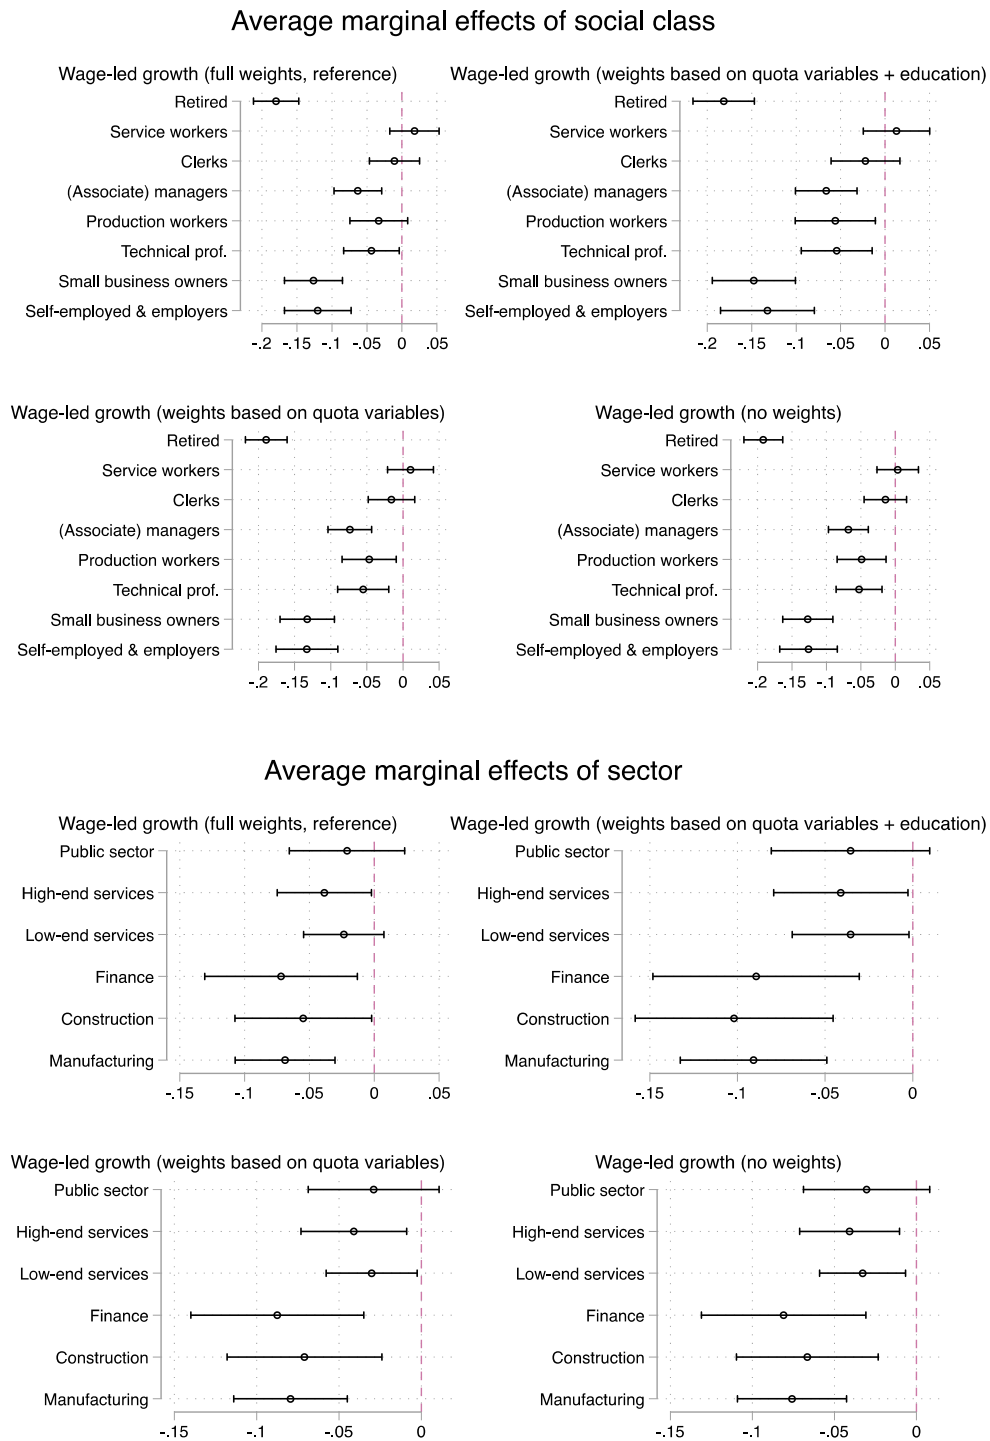 Average marginal effects of social class
Wage-led growth (full weights, reference)
Retired
Service workers
Clerks
(Associate) managers
Production workers
Technical prof.
Small business owners
Self-employed & employers
-.2 -.15 -.1 -.05 0 .05
Wage-led growth (weights based on quota variables + education)
Retired
Service workers
Clerks
(Associate) managers
Production workers
Technical prof.
Small business owners
Self-employed & employers
-.2 -.15 -.1 -.05 0 .05
Wage-led growth (weights based on quota variables)
Retired
Service workers
Clerks
(Associate) managers
Production workers
Technical prof.
Small business owners
Self-employed & employers
-.2 -.15 -.1 -.05 0 .05
Wage-led growth (no weights)
Retired
Service workers
Clerks
(Associate) managers
Production workers
Technical prof.
Small business owners
Self-employed & employers
-.2 -.15 -.1 -.05 0 .05
Average marginal effects of sector
Wage-led growth (full weights, reference)
Public sector
High-end services
Low-end services
Finance
Construction
Manufacturing
-.15 -.1 -.05 0 .05
Wage-led growth (weights based on quota variables + education)
Public sector
High-end services
Low-end services
Finance
Construction
Manufacturing
-.15 -.1 -.05 0
Wage-led growth (weights based on quota variables)
Public sector
High-end services
Low-end services
Finance
Construction
Manufacturing
-.15 -.1 -.05 0
Wage-led growth (no weights)
Public sector
High-end services
Low-end services
Finance
Construction
Manufacturing
-.15 -.1 -.05 0